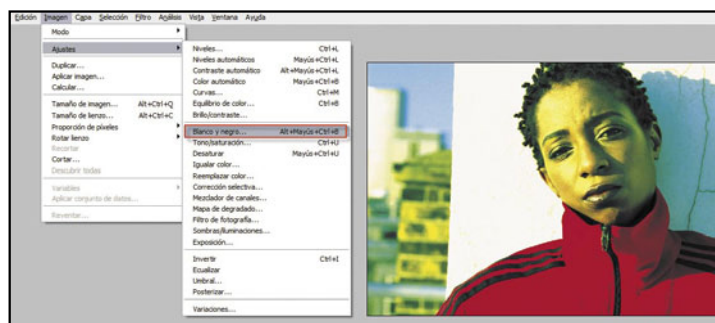 Edición Imagen Capa Selección Filtro Análisis Vista Ventana Ayuda
Modo
Ajustes
Duplicar...
Aplicar imagen...
Calcular...
Tamaño de imagen... Alt+Ctrl+Q
Tamaño de lienzo... Alt+Ctrl+C
Proporción de píxeles
Rotar lienzo
Recortar
Cortar...
Descubrir todas
Variables
Aplicar conjunto de datos...
Reventar...
Niveles... Ctrl+L
Niveles automáticos Mayús+Ctrl+L
Contraste automático Alt+Mayús+Ctrl+L
Color automático Mayús+Ctrl+B
Curvas... Ctrl+M
Equilibrio de color... Ctrl+B
Brillo/contraste...
Blanco y negro... Alt+Mayús+Ctrl+B
Tono/saturación... Ctrl+U
Desaturar Mayús+Ctrl+U
Igualar color...
Reemplazar color...
Corrección selectiva...
Mezclador de canales...
Mapa de degradado...
Filtro de fotografía...
Sombras/iluminaciones...
Exposición...
Invertir Ctrl+I
Ecualizar
Umbral...
Posterizar...
Variaciones...